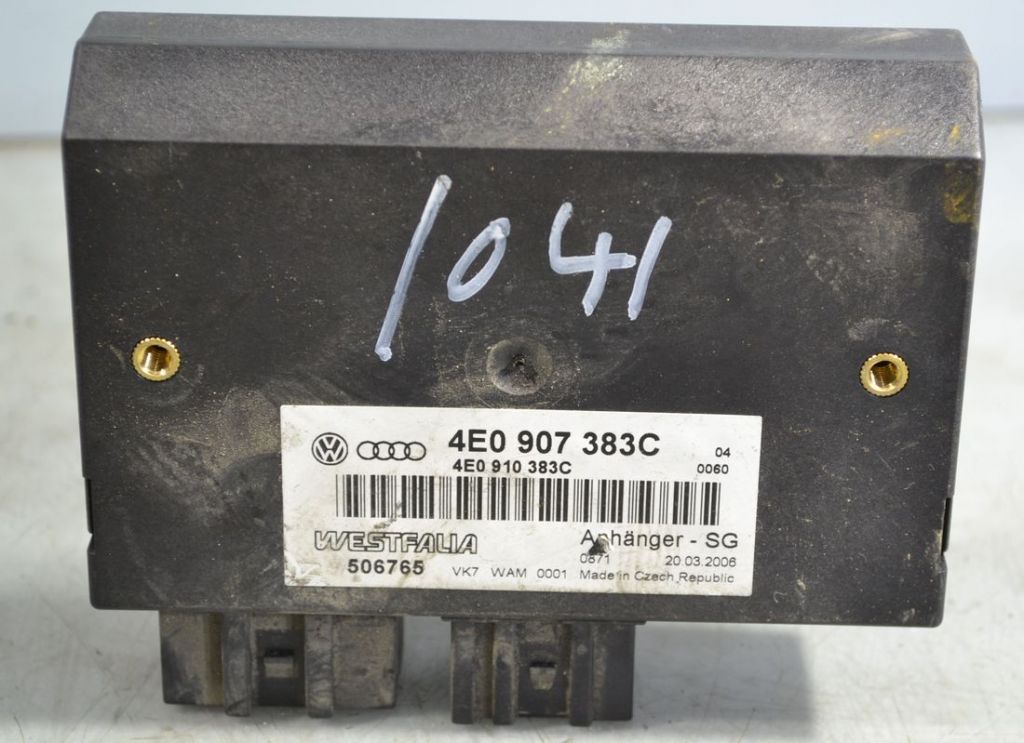 1041
4E0 907 383C 04
4E0 910 383C 0060
WESTFALIA Anhänger - SG
506765 0871 20.03.2006
VK7 WAM 0001 Made in Czech Republic